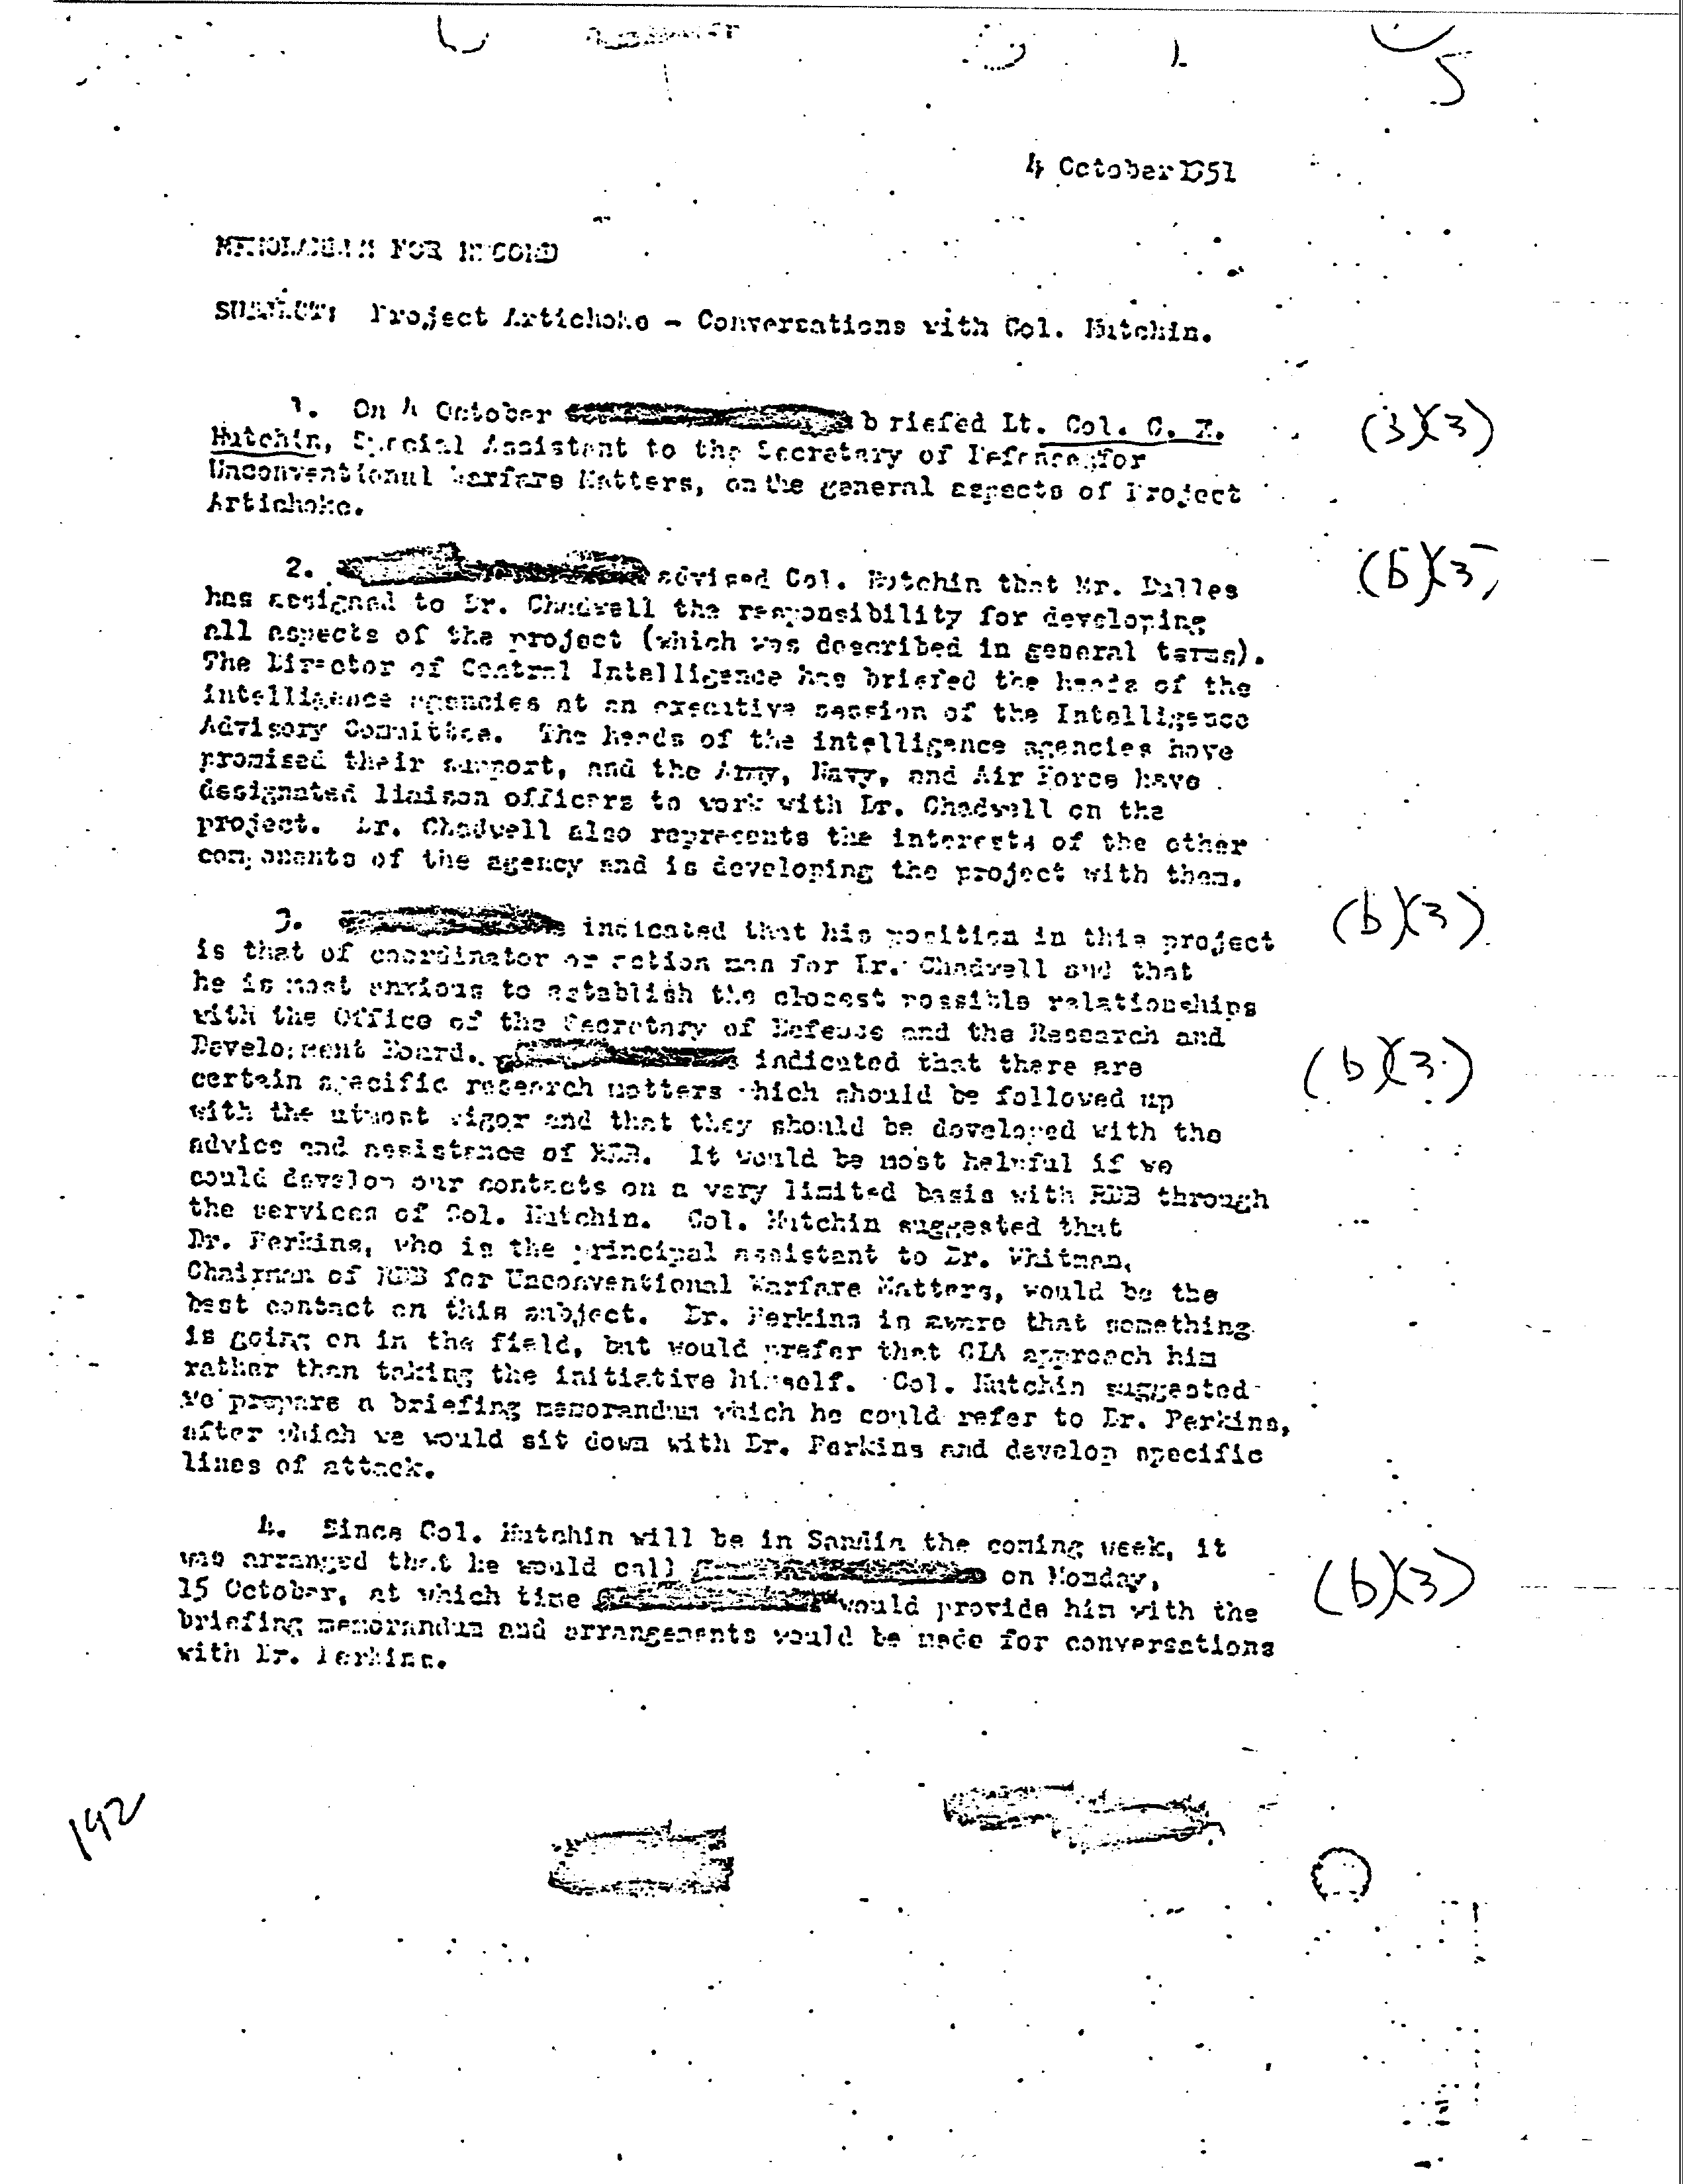 5
4 October 1951
MEMORANDUM FOR RECORD
SUBJECT: Project Artichoke - Conversations with Col. Hutchin.
1. On 4 October b riefed Lt. Col. C. E.
(3)(3)
Hutchin, Special Assistant to the Secretary of Defense for
Unconventional Warfare Matters, on the general aspects of Project
Artichoke.
2. advised Col. Hutchin that Mr. Dulles
(b)(3)
has assigned to Dr. Chadwell the responsibility for developing
all aspects of the project (which was described in general terms).
The Director of Central Intelligence has briefed the heads of the
intelligence agencies at an executive session of the Intelligence
Advisory Committee. The heads of the intelligence agencies have
promised their support, and the Army, Navy, and Air Force have
designated liaison officers to work with Dr. Chadwell on the
project. Dr. Chadwell also represents the interests of the other
components of the agency and is developing the project with them.
3. indicated that his position in this project
(b)(3)
is that of coordinator or action man for Dr. Chadwell and that
he is most anxious to establish the closest possible relationships
with the Office of the Secretary of Defense and the Research and
Development Board. indicated that there are
(b)(3)
certain specific research matters which should be followed up
with the utmost vigor and that they should be developed with the
advice and assistance of RDB. It would be most helpful if we
could develop our contacts on a very limited basis with RDB through
the services of Col. Hutchin. Col. Hutchin suggested that
Dr. Perkins, who is the principal assistant to Dr. Whitman,
Chairman of RDB for Unconventional Warfare Matters, would be the
best contact on this subject. Dr. Perkins is aware that something
is going on in the field, but would prefer that CIA approach him
rather than taking the initiative himself. Col. Hutchin suggested
we prepare a briefing memorandum which he could refer to Dr. Perkins,
after which we would sit down with Dr. Perkins and develop specific
lines of attack.
4. Since Col. Hutchin will be in Sandia the coming week, it
was arranged that he would call on Monday,
(b)(3)
15 October, at which time would provide him with the
briefing memorandum and arrangements would be made for conversations
with Dr. Perkins.
192